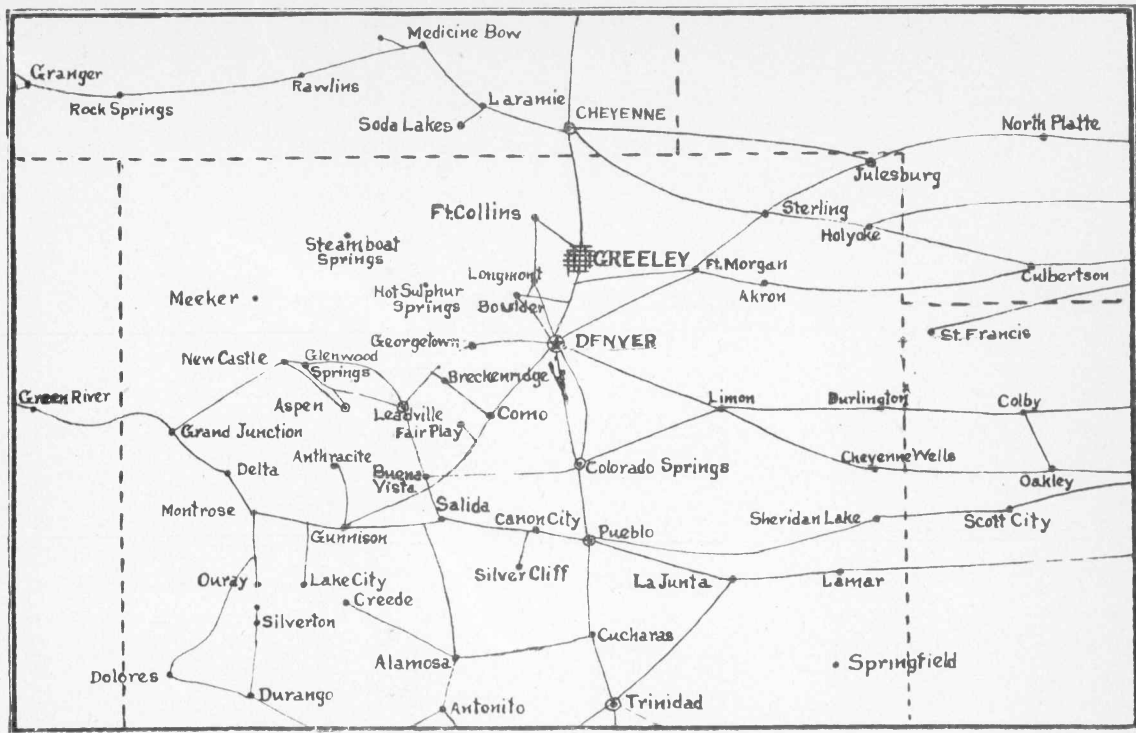 Medicine Bow
Granger
Rawlins
Rock Springs
Laramie
Soda Lakes
CHEYENNE
North Platte
Julesburg
Ft.Collins
Sterling
Holyoke
Steamboat
Springs
GREELEY
Longmont
Ft.Morgan
Culbertson
Akron
Meeker
Hot Sulphur
Springs
Boulder
Georgetown
DENVER
St.Francis
New Castle
Glenwood
Springs
Breckenridge
Green River
Aspen
Leadville
Como
Limon
Burlington
Colby
Fair Play
Grand Junction
Anthracite
Delta
Buena
Vista
Colorado Springs
Cheyenne Wells
Oakley
Montrose
Salida
Canon City
Gunnison
Pueblo
Sheridan Lake
Scott City
Ouray
Lake City
Silver Cliff
La Junta
Lamar
Creede
Silverton
Cucharas
Alamosa
Springfield
Dolores
Durango
Antonito
Trinidad